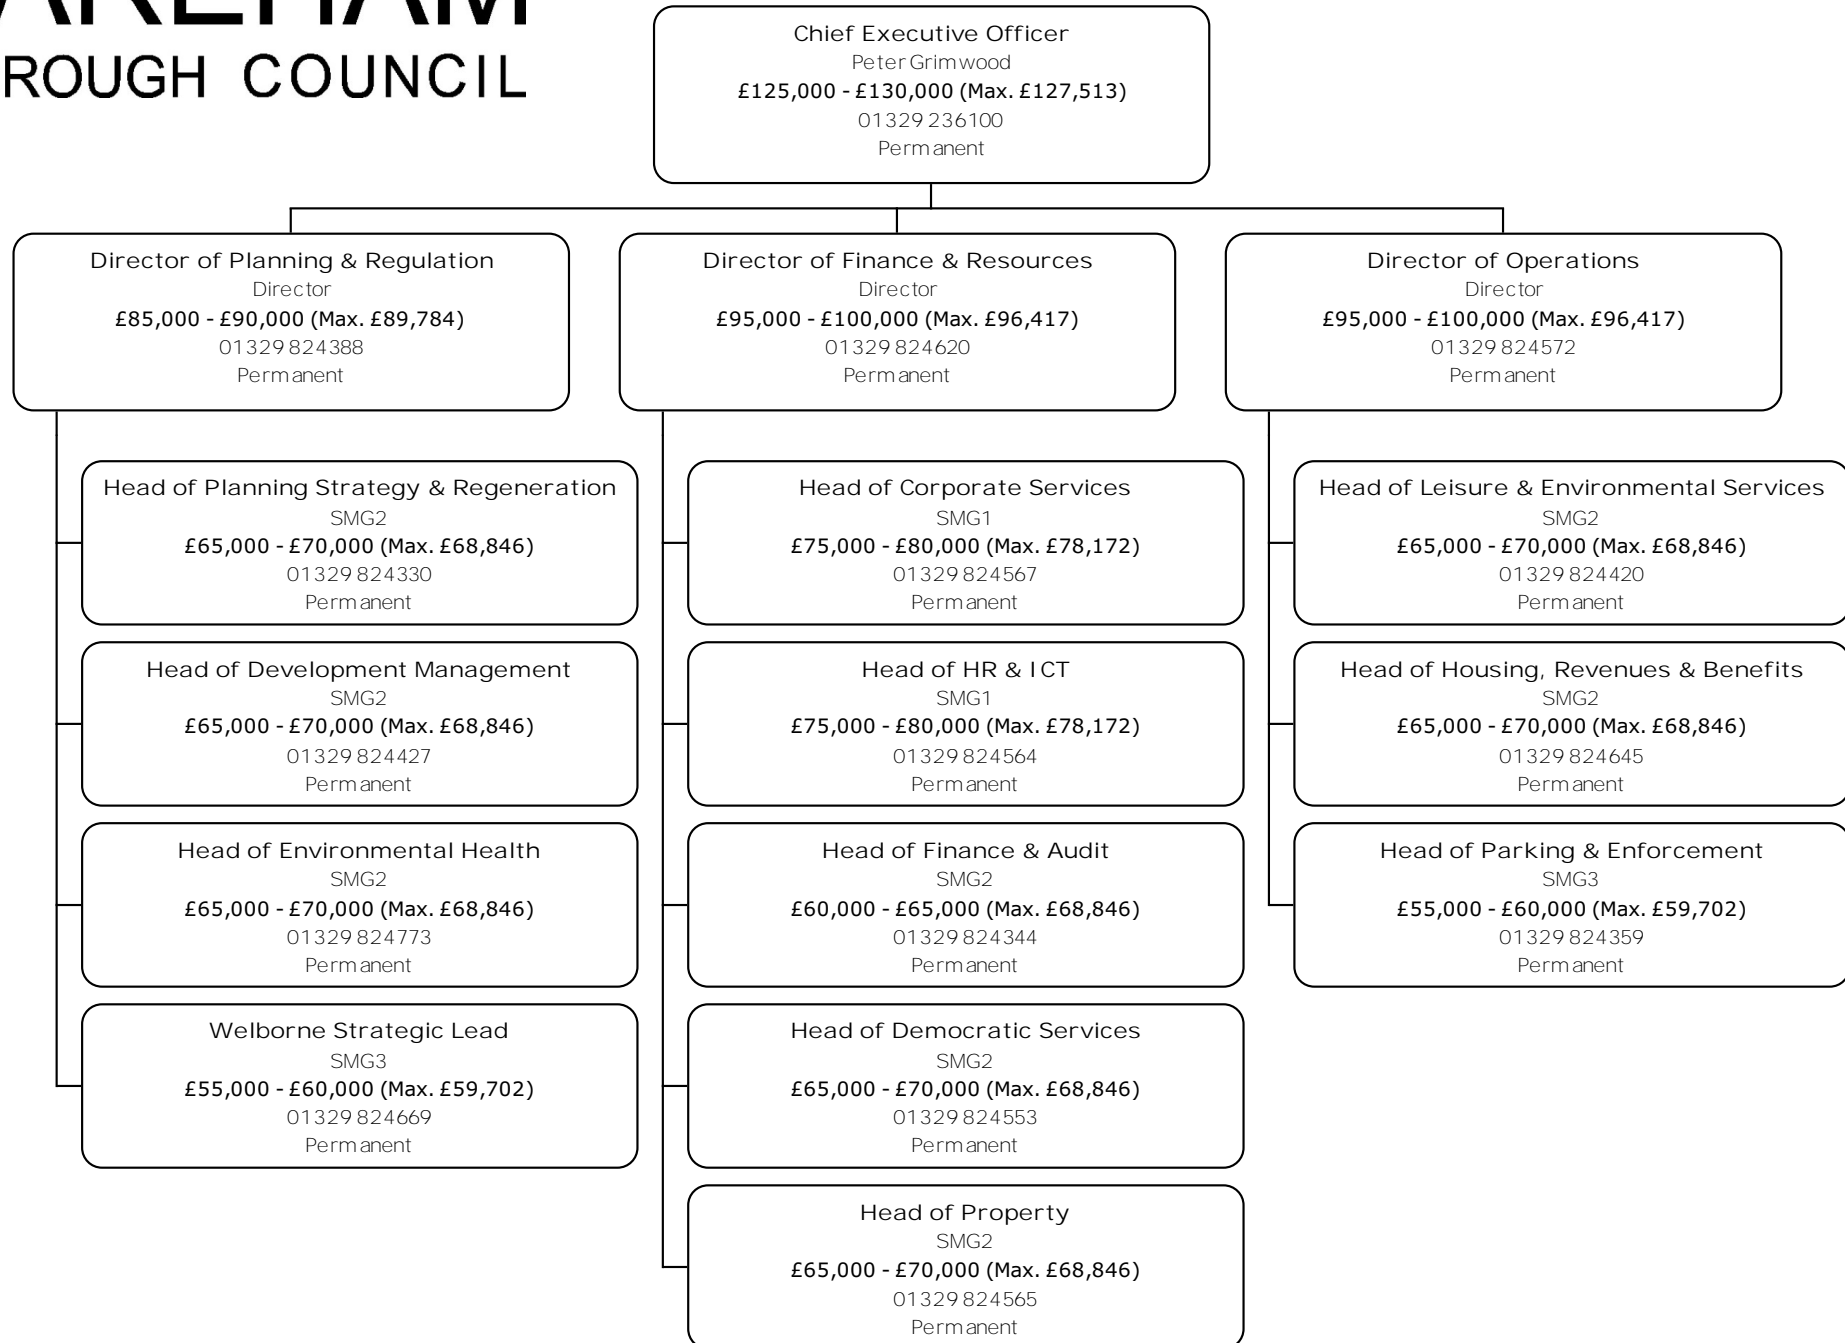 AREHAM
ROUGH COUNCIL
Chief Executive Officer
Peter Grimwood
£125,000 - £130,000 (Max. £127,513)
01329 236100
Permanent
Director of Planning & Regulation
Director
£85,000 - £90,000 (Max. £89,784)
01329 824388
Permanent
Director of Finance & Resources
Director
£95,000 - £100,000 (Max. £96,417)
01329 824620
Permanent
Director of Operations
Director
£95,000 - £100,000 (Max. £96,417)
01329 824572
Permanent
Head of Planning Strategy & Regeneration
SMG2
£65,000 - £70,000 (Max. £68,846)
01329 824330
Permanent
Head of Development Management
SMG2
£65,000 - £70,000 (Max. £68,846)
01329 824427
Permanent
Head of Environmental Health
SMG2
£65,000 - £70,000 (Max. £68,846)
01329 824773
Permanent
Welborne Strategic Lead
SMG3
£55,000 - £60,000 (Max. £59,702)
01329 824669
Permanent
Head of Corporate Services
SMG1
£75,000 - £80,000 (Max. £78,172)
01329 824567
Permanent
Head of HR & ICT
SMG1
£75,000 - £80,000 (Max. £78,172)
01329 824564
Permanent
Head of Finance & Audit
SMG2
£60,000 - £65,000 (Max. £68,846)
01329 824344
Permanent
Head of Democratic Services
SMG2
£65,000 - £70,000 (Max. £68,846)
01329 824553
Permanent
Head of Property
SMG2
£65,000 - £70,000 (Max. £68,846)
01329 824565
Permanent
Head of Leisure & Environmental Services
SMG2
£65,000 - £70,000 (Max. £68,846)
01329 824420
Permanent
Head of Housing, Revenues & Benefits
SMG2
£65,000 - £70,000 (Max. £68,846)
01329 824645
Permanent
Head of Parking & Enforcement
SMG3
£55,000 - £60,000 (Max. £59,702)
01329 824359
Permanent